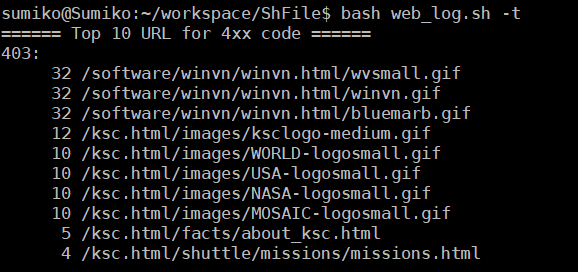 sumiko@Sumiko:~/workspace/ShFile$ bash web_log.sh -t
====== Top 10 URL for 4xx code ======
403:
32 /software/winvn/winvn.html/wvsmall.gif
32 /software/winvn/winvn.html/winvn.gif
32 /software/winvn/winvn.html/bluemarb.gif
12 /ksc.html/images/ksclogo-medium.gif
10 /ksc.html/images/WORLD-logosmall.gif
10 /ksc.html/images/USA-logosmall.gif
10 /ksc.html/images/NASA-logosmall.gif
10 /ksc.html/images/MOSAIC-logosmall.gif
5 /ksc.html/facts/about_ksc.html
4 /ksc.html/shuttle/missions/missions.html